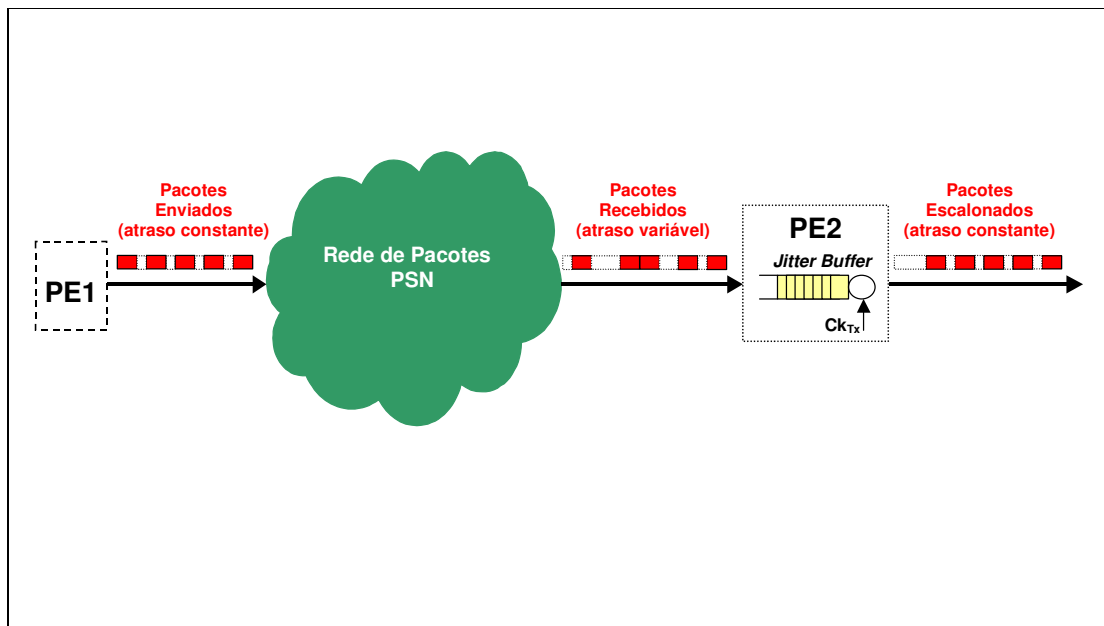 Pacotes
Enviados
(atraso constante)
PE1
Rede de Pacotes
PSN
Pacotes
Recebidos
(atraso variável)
PE2
Jitter Buffer
CkTx
Pacotes
Escalonados
(atraso constante)